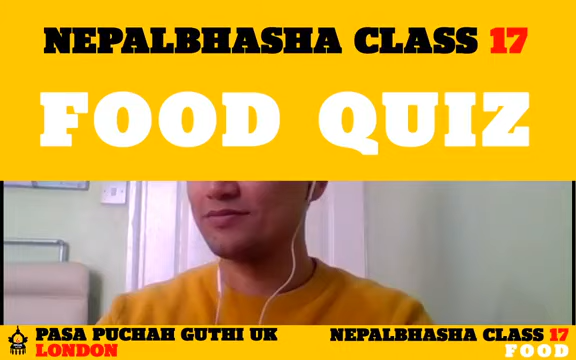 NEPALBHASHA CLASS 17
FOOD QUIZ
PASA PUCHAH GUTHI UK
LONDON
NEPALBHASHA CLASS 17
FOOD